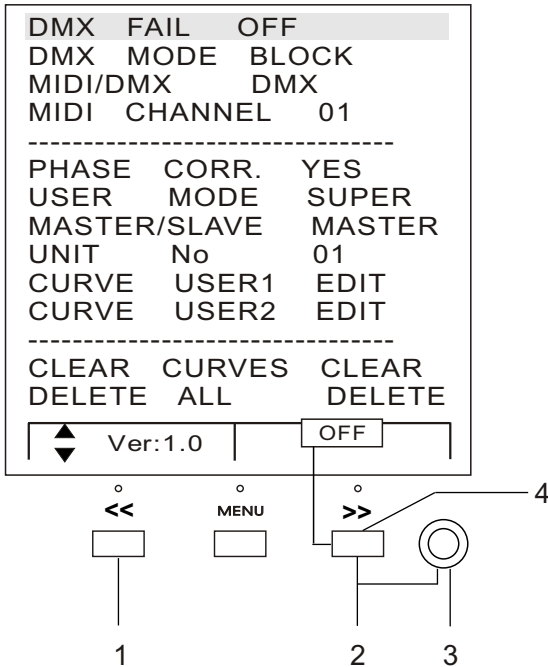 DMX FAIL OFF
DMX MODE BLOCK
MIDI/DMX DMX
MIDI CHANNEL 01
---------------------------------
PHASE CORR. YES
USER MODE SUPER
MASTER/SLAVE MASTER
UNIT No 01
CURVE USER1 EDIT
CURVE USER2 EDIT
---------------------------------
CLEAR CURVES CLEAR
DELETE ALL DELETE
Ver:1.0 OFF
<< MENU >>
4
1 2 3